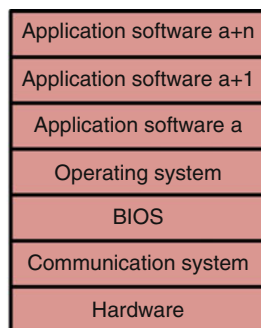 Application software a+n
Application software a+1
Application software a
Operating system
BIOS
Communication system
Hardware